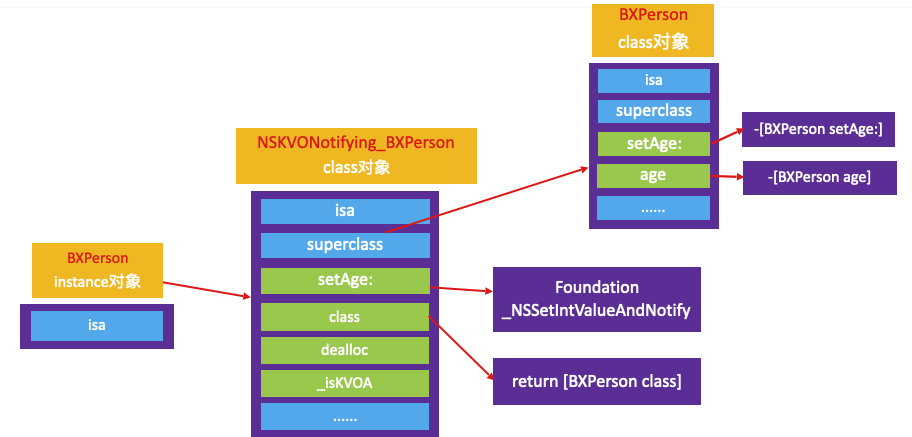 BXPerson
instance对象
isa
NSKVONotifying_BXPerson
class对象
isa
superclass
setAge:
class
dealloc
_isKVOA
......
Foundation
_NSSetIntValueAndNotify
return [BXPerson class]
BXPerson
class对象
isa
superclass
setAge:
age
......
-[BXPerson setAge:]
-[BXPerson age]